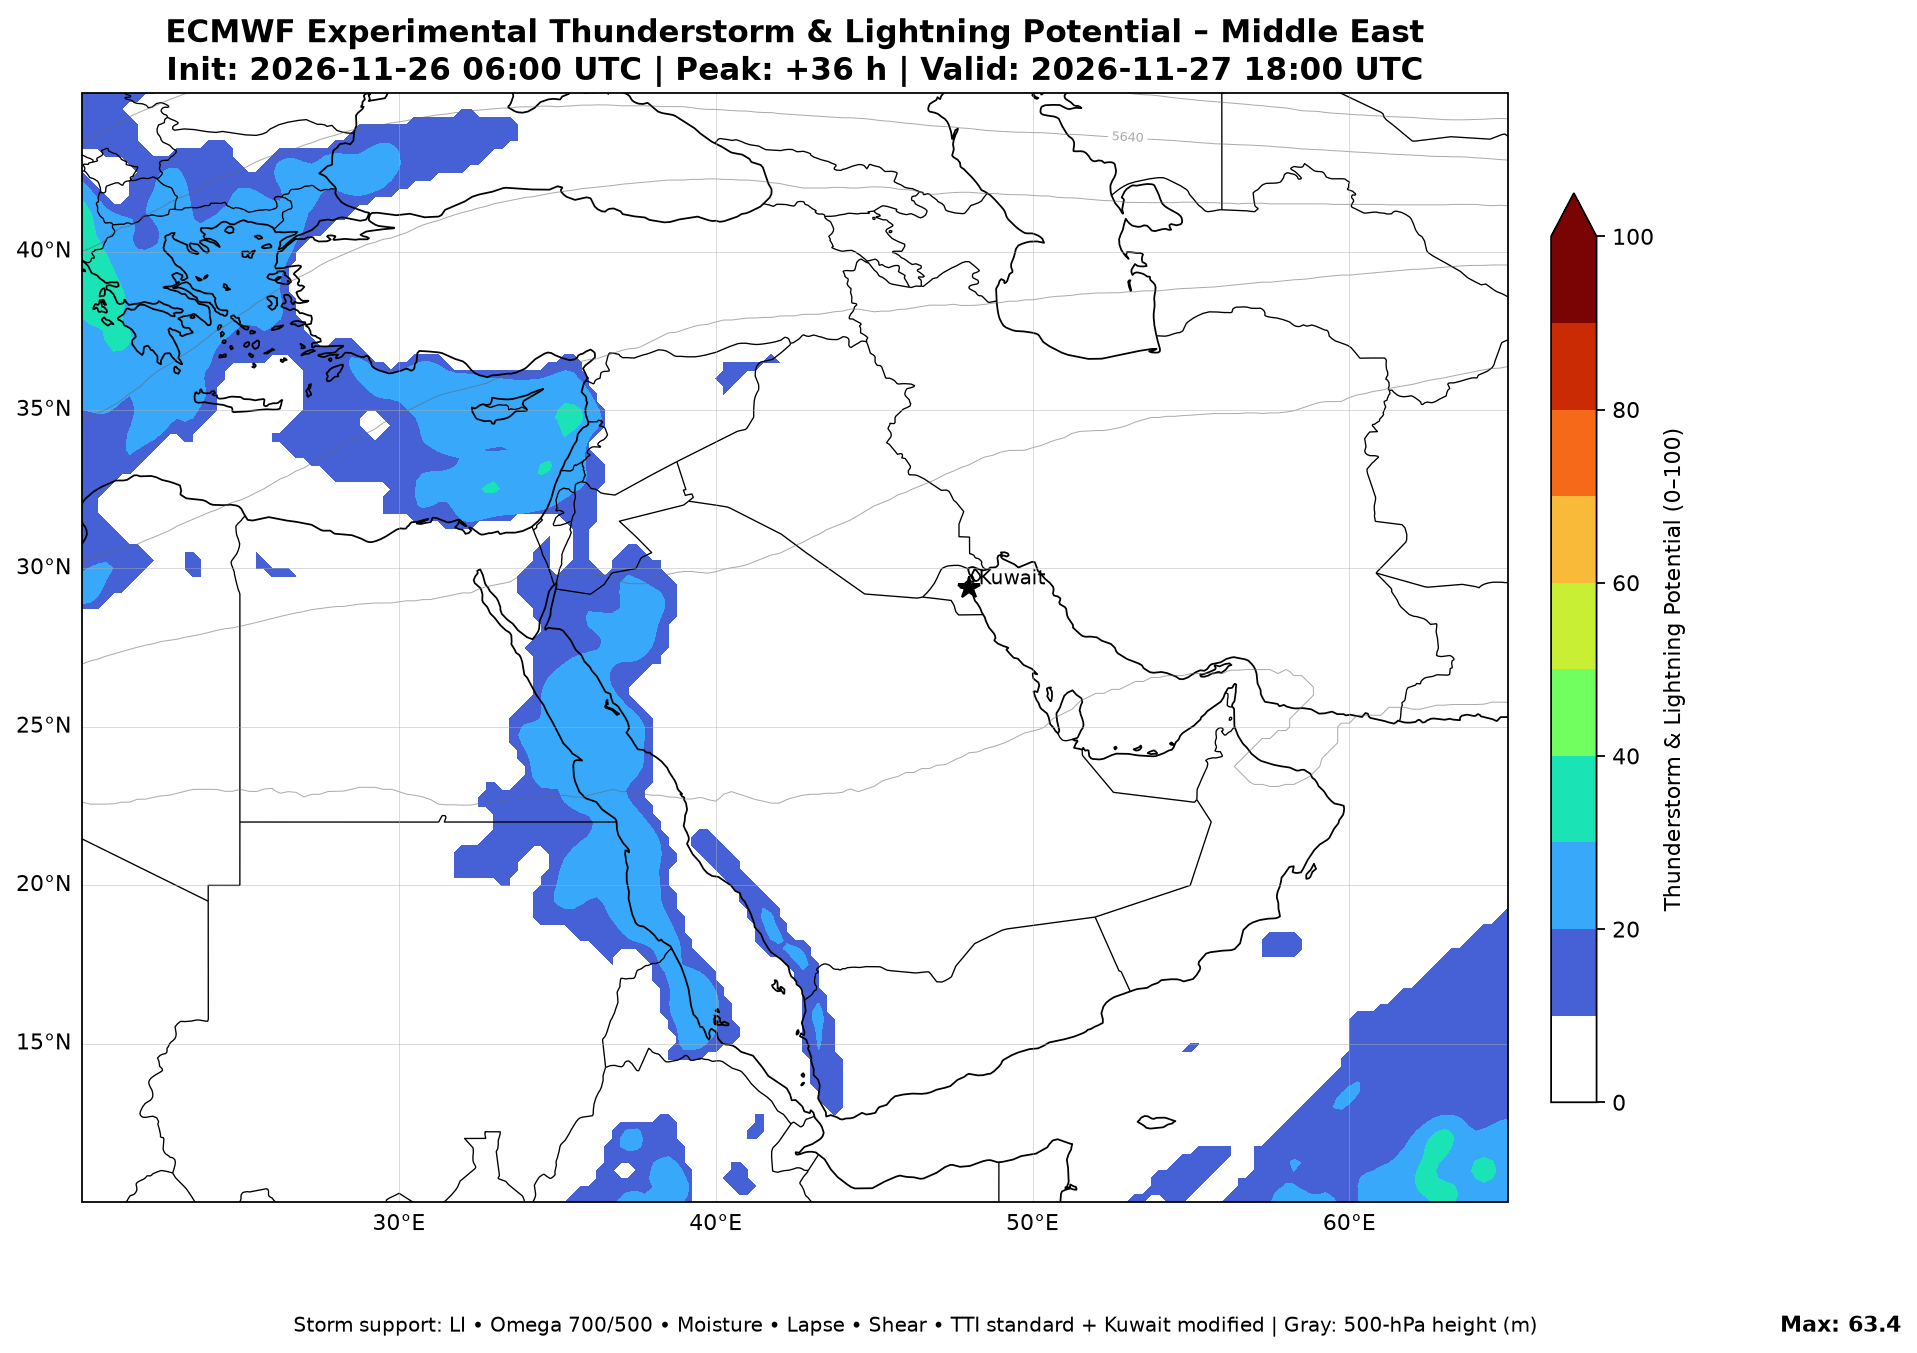 ECMWF Experimental Thunderstorm & Lightning Potential – Middle East
Init: 2026-11-26 06:00 UTC | Peak: +36 h | Valid: 2026-11-27 18:00 UTC
5640
40°N
35°N
30°N
25°N
20°N
15°N
Kuwait
30°E
40°E
50°E
60°E
100
80
60
40
20
0
Thunderstorm & Lightning Potential (0–100)
Storm support: LI • Omega 700/500 • Moisture • Lapse • Shear • TTI standard + Kuwait modified | Gray: 500-hPa height (m)
Max: 63.4